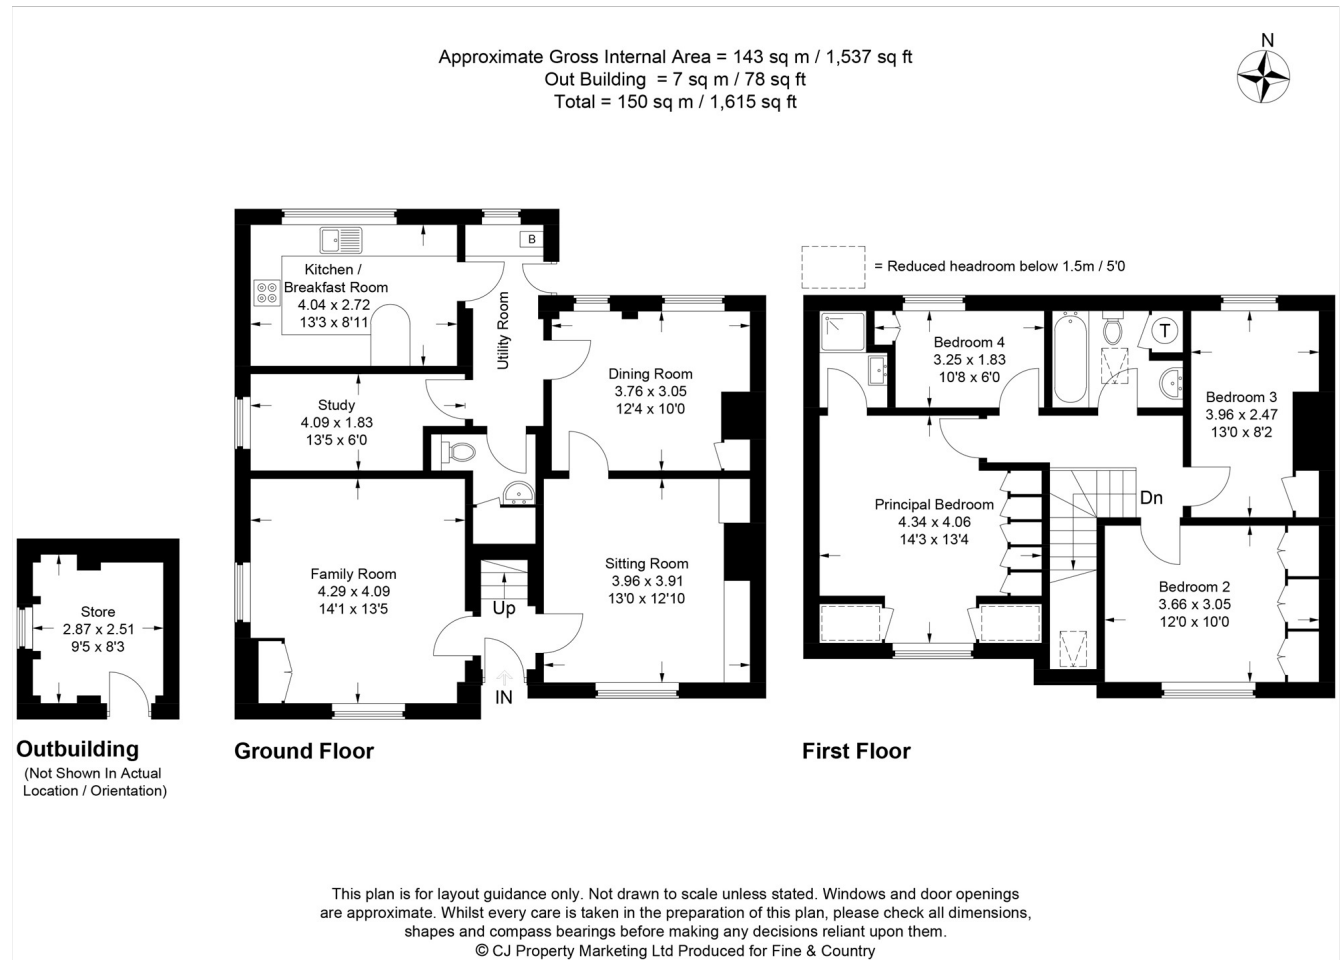 Approximate Gross Internal Area = 143 sq m / 1,537 sq ft
Out Building = 7 sq m / 78 sq ft
Total = 150 sq m / 1,615 sq ft
N
= Reduced headroom below 1.5m / 5'0
Kitchen /
Breakfast Room
4.04 x 2.72
13'3 x 8'11
B
Utility Room
Study
4.09 x 1.83
13'5 x 6'0
Dining Room
3.76 x 3.05
12'4 x 10'0
Family Room
4.29 x 4.09
14'1 x 13'5
Up
IN
Sitting Room
3.96 x 3.91
13'0 x 12'10
Store
2.87 x 2.51
9'5 x 8'3
Bedroom 4
3.25 x 1.83
10'8 x 6'0
T
Bedroom 3
3.96 x 2.47
13'0 x 8'2
Principal Bedroom
4.34 x 4.06
14'3 x 13'4
Dn
Bedroom 2
3.66 x 3.05
12'0 x 10'0
Outbuilding
(Not Shown In Actual
Location / Orientation)
Ground Floor
First Floor
This plan is for layout guidance only. Not drawn to scale unless stated. Windows and door openings
are approximate. Whilst every care is taken in the preparation of this plan, please check all dimensions,
shapes and compass bearings before making any decisions reliant upon them.
© CJ Property Marketing Ltd Produced for Fine & Country